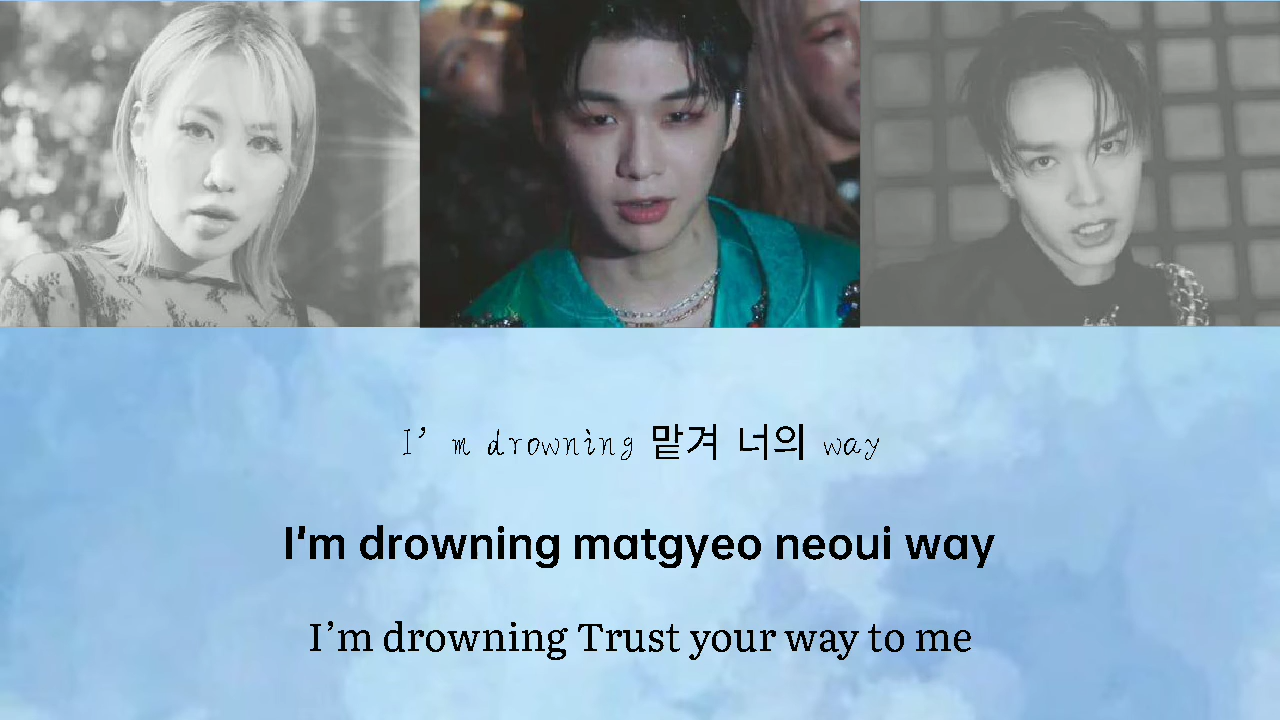 I’m drowning 맡겨 너의 way
I'm drowning matgyeo neoui way
I’m drowning Trust your way to me